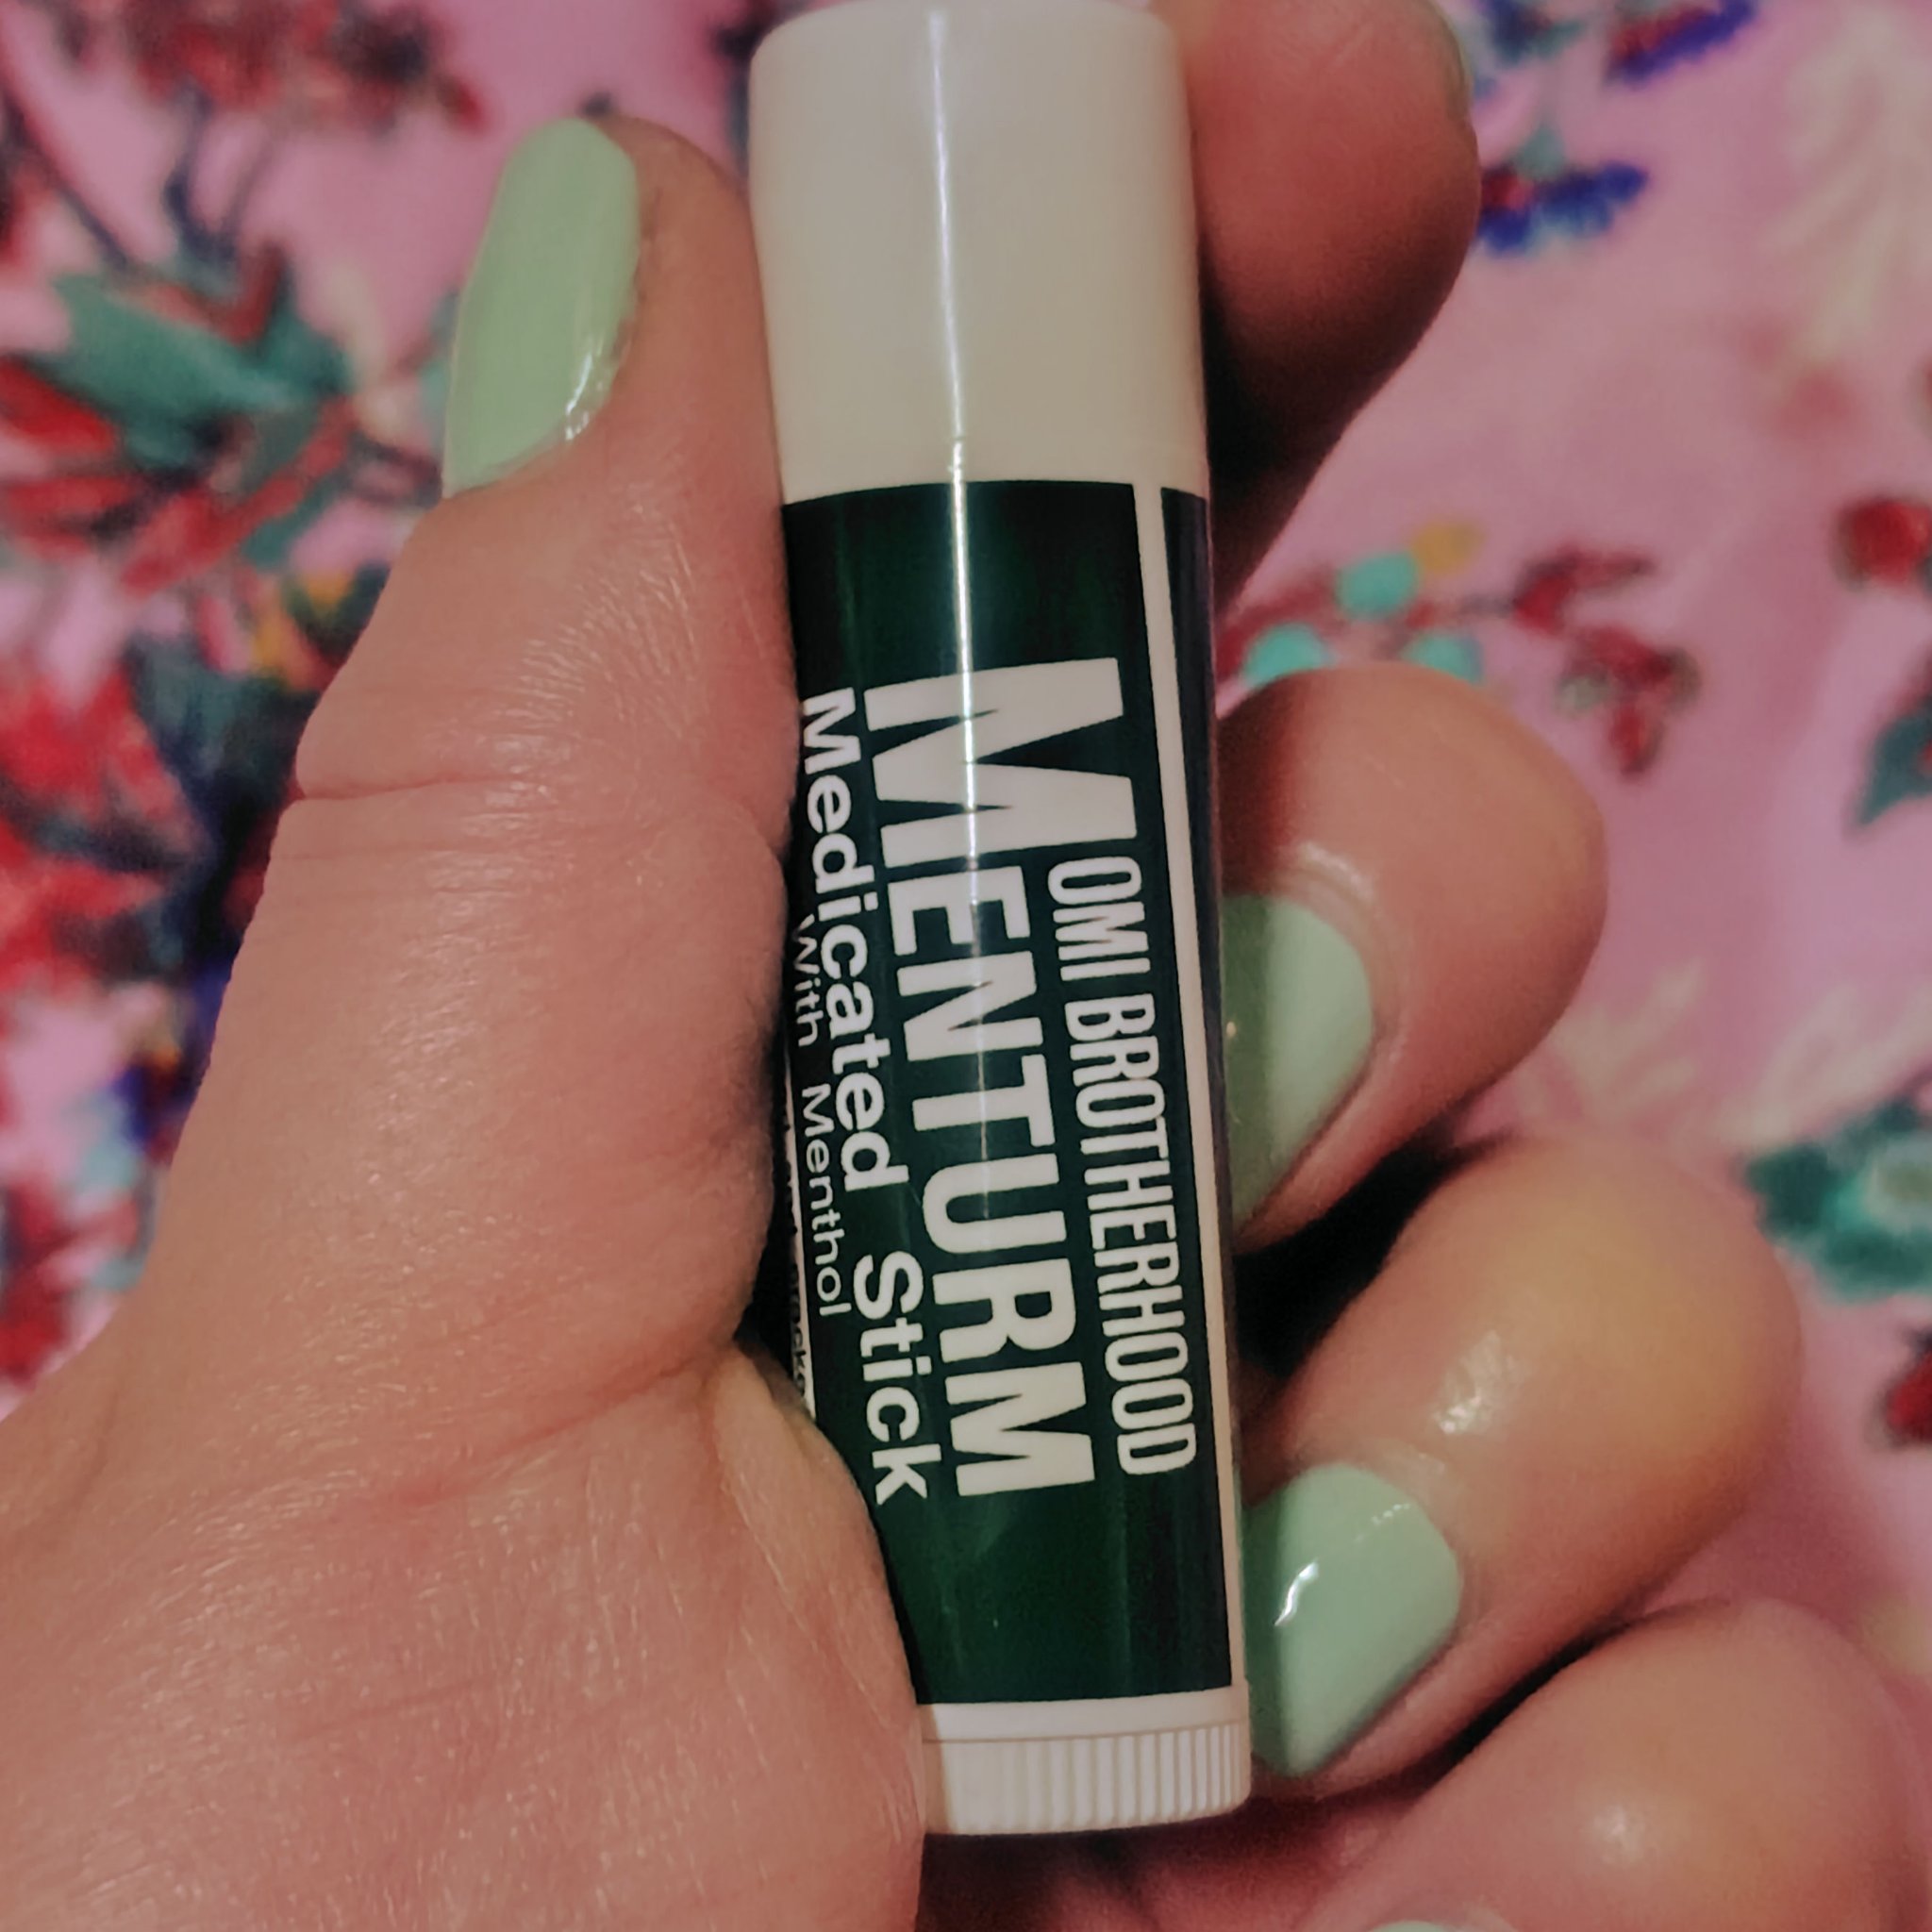 OMI BROTHERHOOD
MENTURM
Medicated Stick
With Menthol